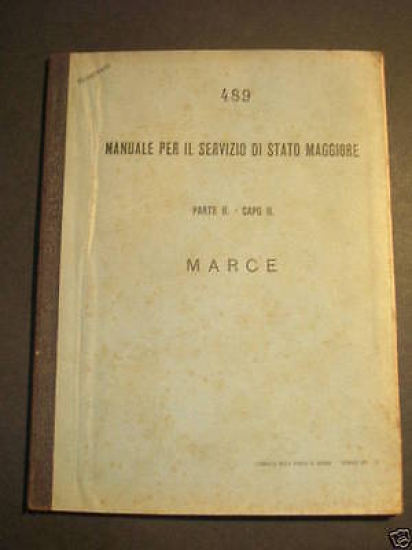 489
MANUALE PER IL SERVIZIO DI STATO MAGGIORE
PARTE II. - CAPO II.
MARCE